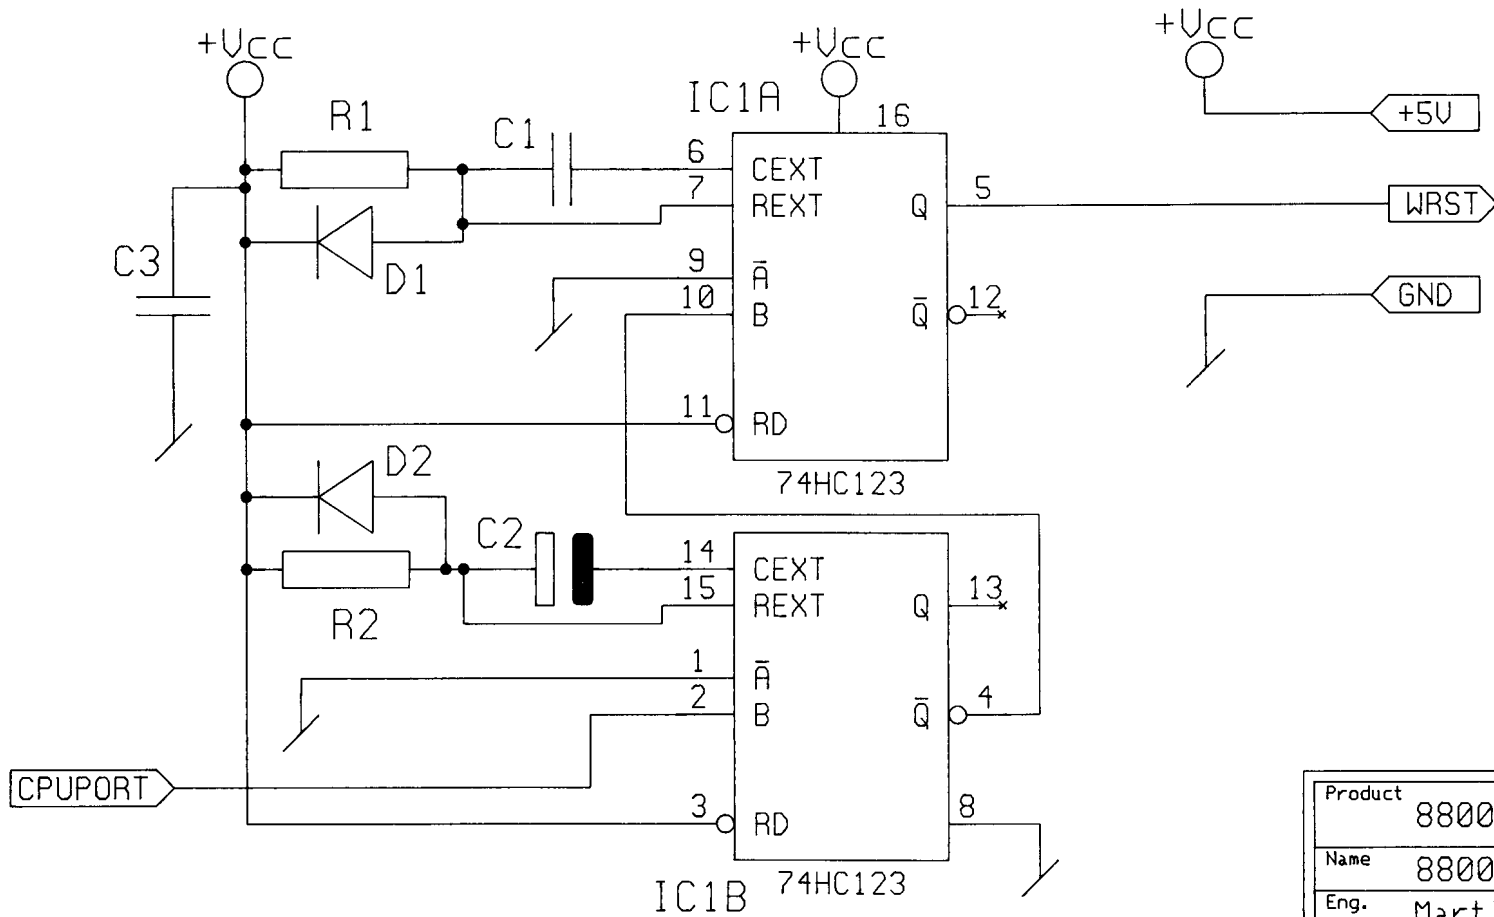 +Vcc
+Vcc
+Vcc
IC1A
16
+5V
R1
C1
6
CEXT
7
REXT
Q
5
WRST
C3
D1
9
A̅
10
B
Q̅
12
GND
11
RD
74HC123
D2
C2
14
CEXT
15
REXT
Q
13
R2
1
A̅
2
B
Q̅
4
CPUPORT
3
RD
8
74HC123
IC1B
Product
8800
Name
8800
Eng.
Mart